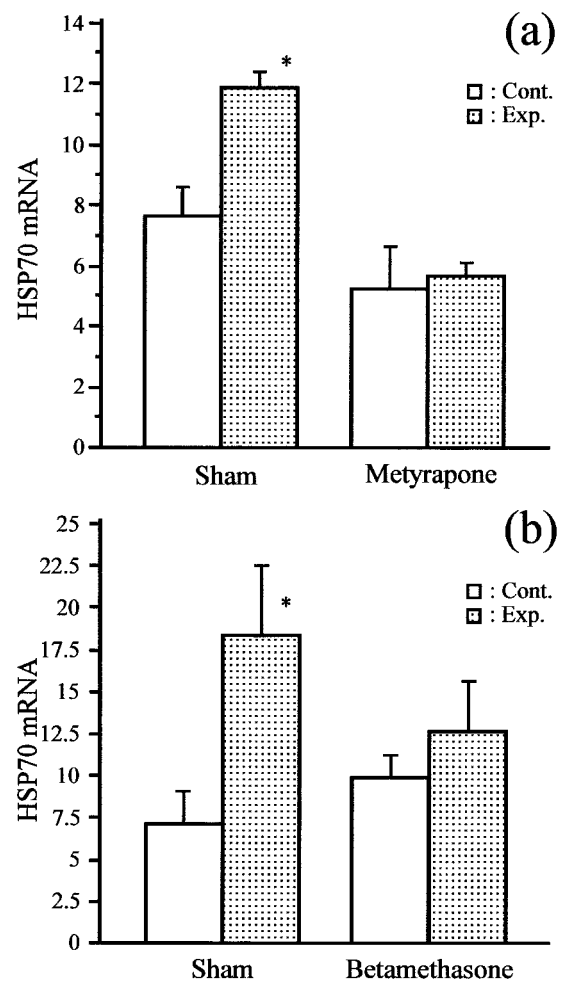 (a)
14
12
10
8
6
4
2
0
HSP70 mRNA
*
: Cont.
: Exp.
Sham Metyrapone
(b)
25
22.5
20
17.5
15
12.5
10
7.5
5
2.5
0
HSP70 mRNA
*
: Cont.
: Exp.
Sham Betamethasone